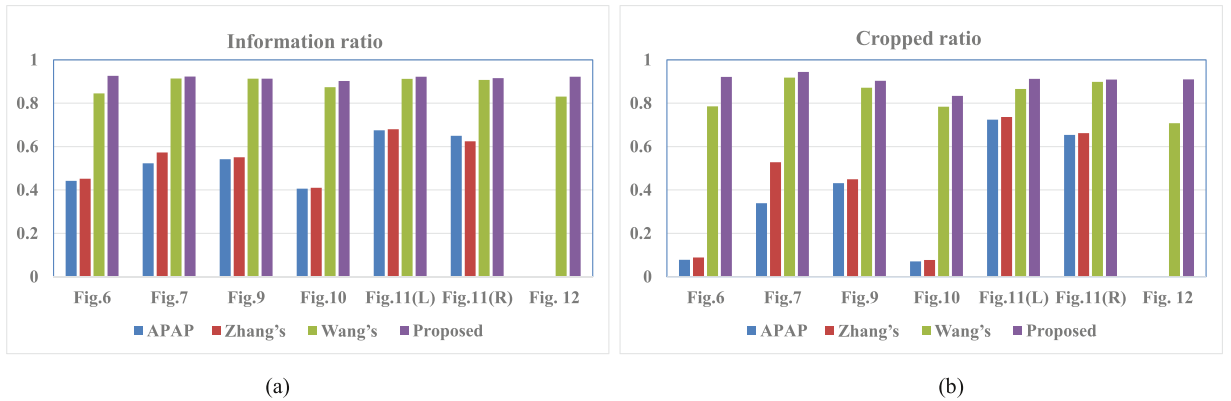 Information ratio
1
0.8
0.6
0.4
0.2
0
Fig.6 Fig.7 Fig.9 Fig.10 Fig.11(L) Fig.11(R) Fig. 12
APAP Zhang’s Wang’s Proposed
(a)
Cropped ratio
1
0.8
0.6
0.4
0.2
0
Fig.6 Fig.7 Fig.9 Fig.10 Fig.11(L) Fig.11(R) Fig. 12
APAP Zhang’s Wang’s Proposed
(b)